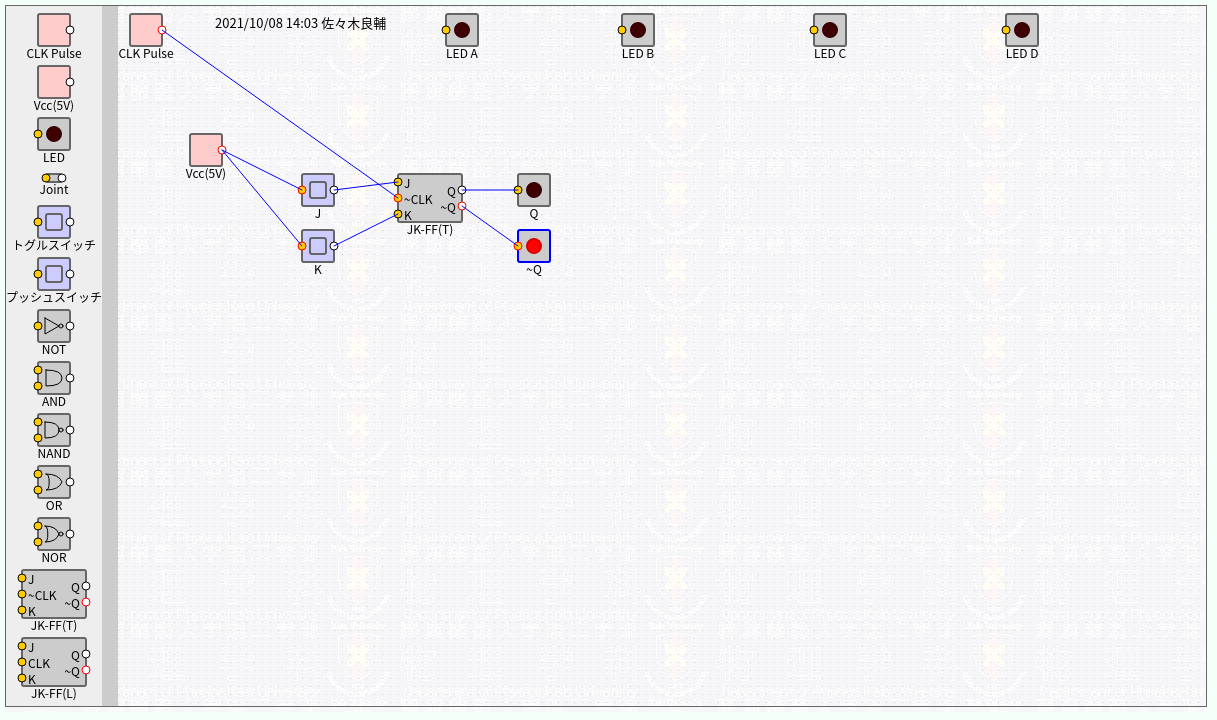 CLK Pulse
Vcc(5V)
LED
Joint
トグルスイッチ
プッシュスイッチ
NOT
AND
NAND
OR
NOR
J
~CLK
K
Q
~Q
JK-FF(T)
J
CLK
K
Q
~Q
JK-FF(L)
2021/10/08 14:03 佐々木良輔
CLK Pulse
LED A
LED B
LED C
LED D
Vcc(5V)
J
K
J
~CLK
K
Q
~Q
JK-FF(T)
Q
~Q